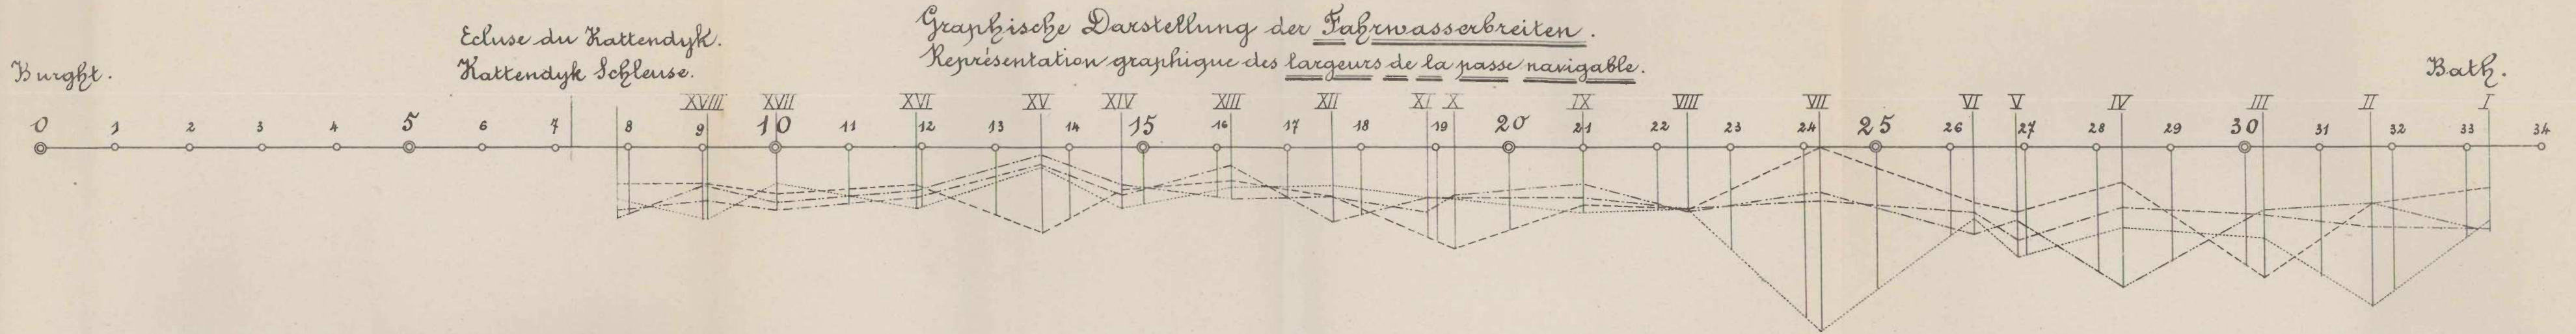 Graphische Darstellung der Fahrwasserbreiten.
Représentation graphique des largeurs de la passe navigable.
Ecluse du Kattendyk.
Kattendyk Schleuse.
Burght.
Bath.
XVIII XVII XVI XV XIV XIII XII XI X IX VIII VII VI V IV III II I
0 1 2 3 4 5 6 7 8 9 10 11 12 13 14 15 16 17 18 19 20 21 22 23 24 25 26 27 28 29 30 31 32 33 34